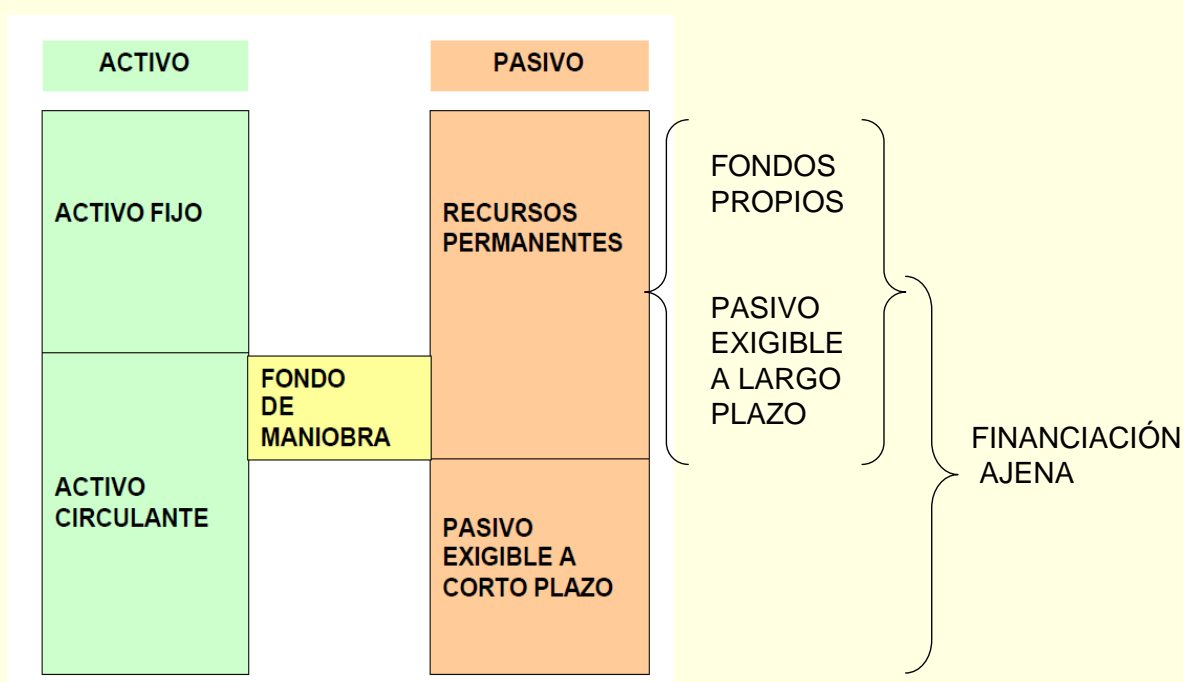 ACTIVO
PASIVO
ACTIVO FIJO
RECURSOS
PERMANENTES
FONDOS
PROPIOS
PASIVO
EXIGIBLE
A LARGO
PLAZO
FONDO
DE
MANIOBRA
FINANCIACIÓN
AJENA
ACTIVO
CIRCULANTE
PASIVO
EXIGIBLE A
CORTO PLAZO